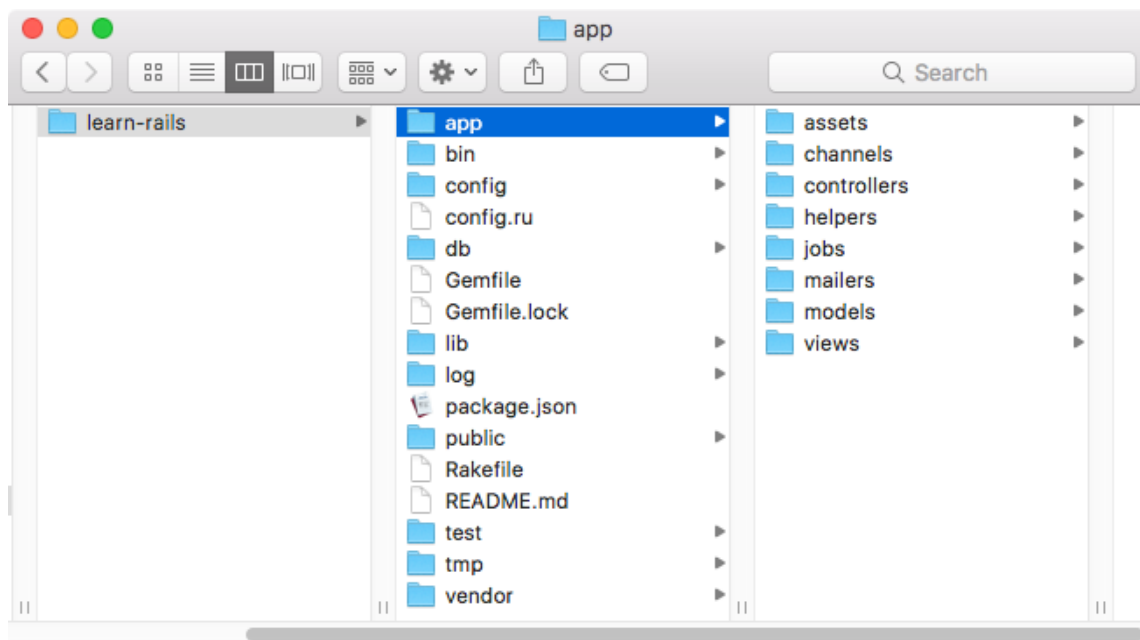 app
Search
learn-rails
app
bin
config
config.ru
db
Gemfile
Gemfile.lock
lib
log
package.json
public
Rakefile
README.md
test
tmp
vendor
assets
channels
controllers
helpers
jobs
mailers
models
views